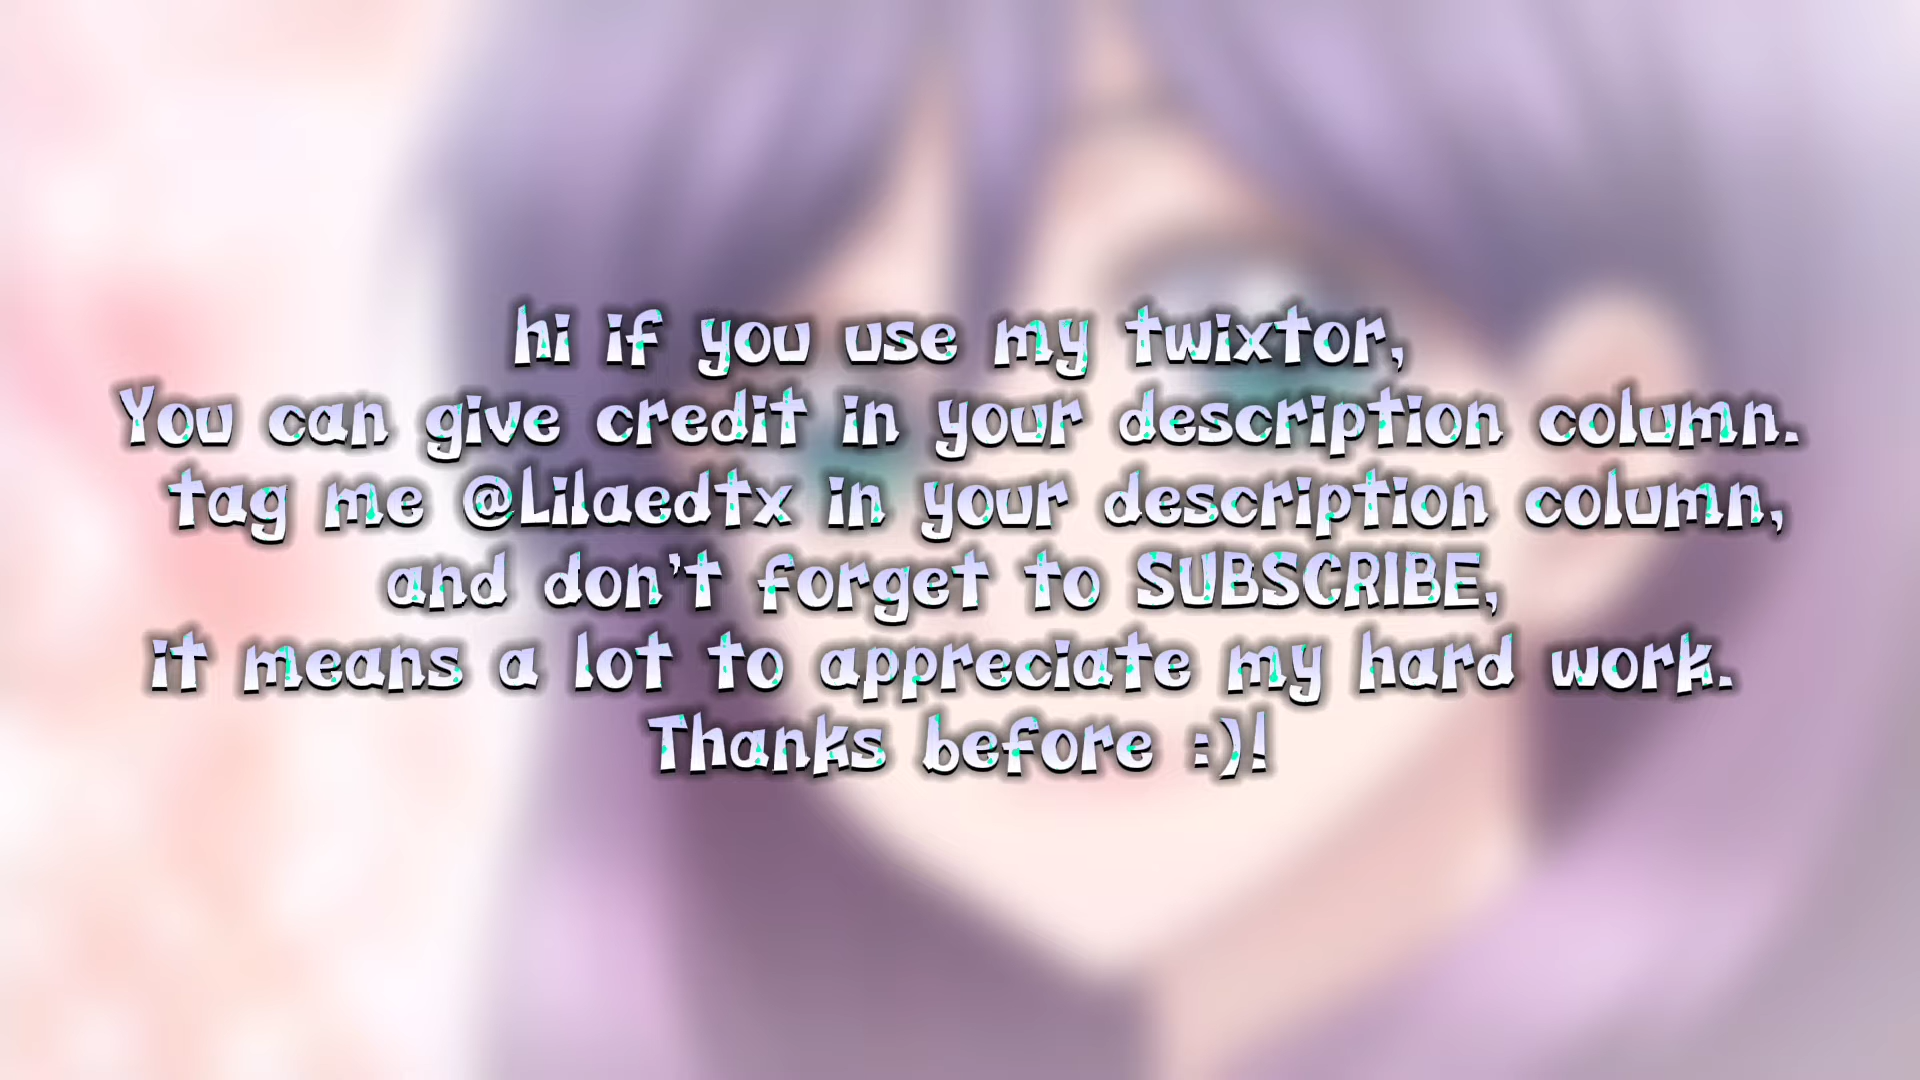 hi if you use my twixtor,
You can give credit in your description column.
tag me @Lilaedtx in your description column,
and don't forget to SUBSCRIBE,
it means a lot to appreciate my hard work.
Thanks before :)!